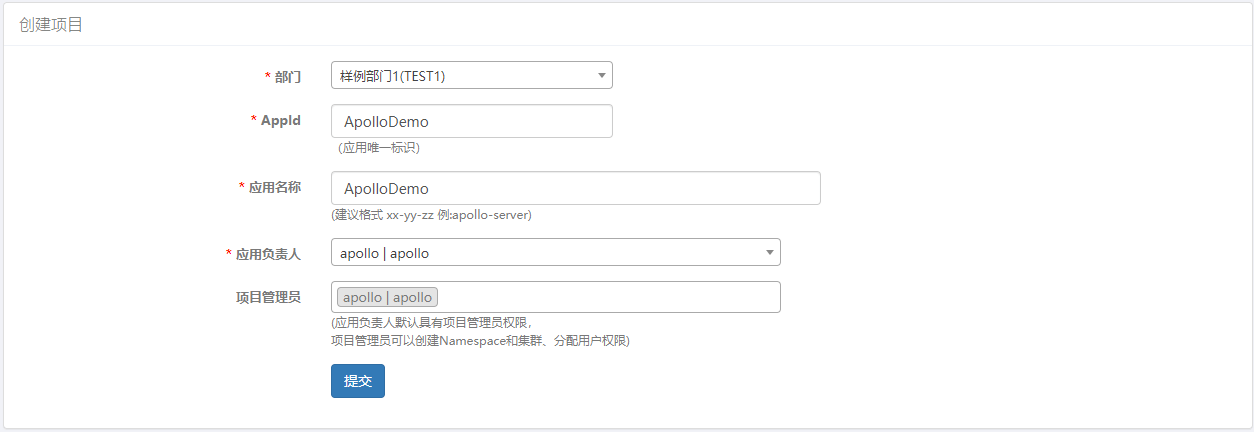 创建项目
* 部门
样例部门1(TEST1)
* AppId
ApolloDemo
(应用唯一标识)
* 应用名称
ApolloDemo
(建议格式 xx-yy-zz 例:apollo-server)
* 应用负责人
apollo | apollo
项目管理员
apollo | apollo
(应用负责人默认具有项目管理员权限，
项目管理员可以创建Namespace和集群、分配用户权限)
提交